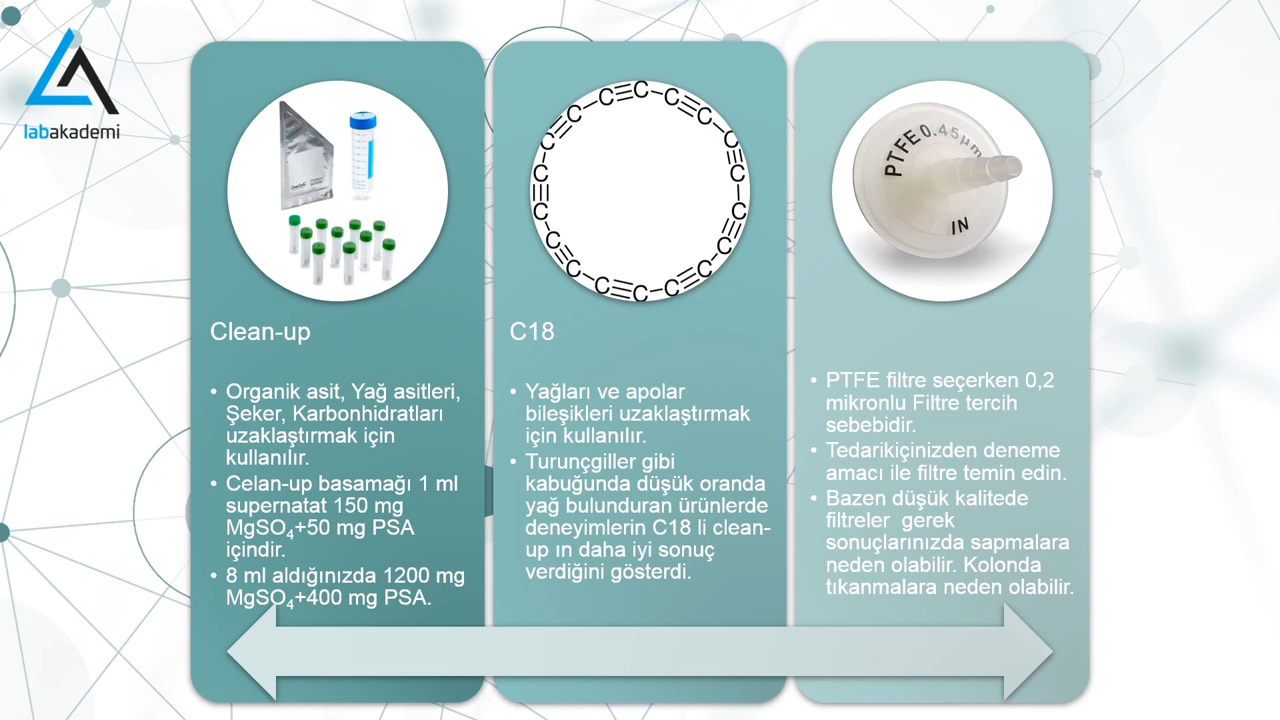 labakademi
Clean-up
• Organik asit, Yağ asitleri,
Şeker, Karbonhidratları
uzaklaştırmak için
kullanılır.
• Celan-up basamağı 1 ml
supernatat 150 mg
MgSO₄+50 mg PSA
içindir.
• 8 ml aldığınızda 1200 mg
MgSO₄+400 mg PSA.
C18
• Yağları ve apolar
bileşikleri uzaklaştırmak
için kullanılır.
• Turunçgiller gibi
kabuğunda düşük oranda
yağ bulunduran ürünlerde
deneyimlerin C18 li clean-
up ın daha iyi sonuç
verdiğini gösterdi.
PTFE 0.45µm
IN
• PTFE filtre seçerken 0,2
mikronlu Filtre tercih
sebebidir.
• Tedarikiçinizden deneme
amacı ile filtre temin edin.
• Bazen düşük kalitede
filtreler  gerek
sonuçlarınızda sapmalara
neden olabilir. Kolonda
tıkanmalara neden olabilir.